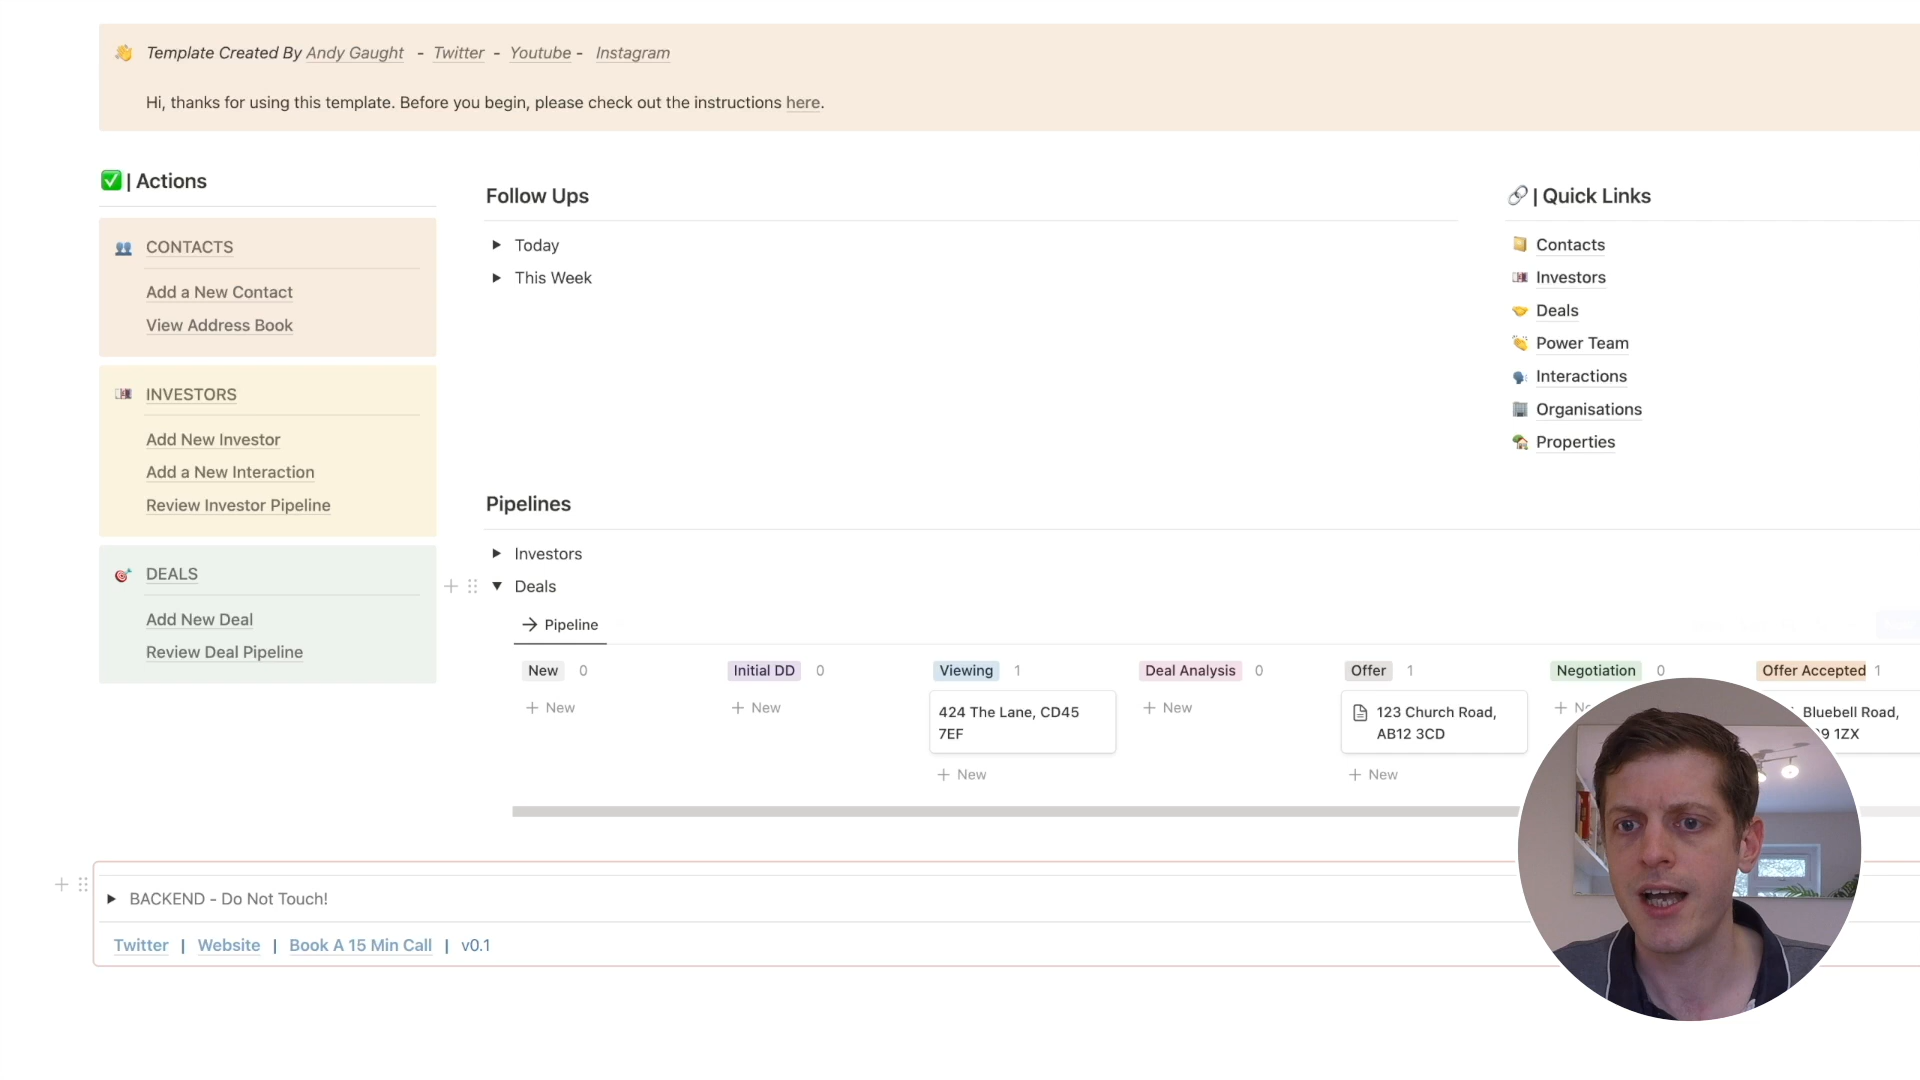 Template Created By Andy Gaught - Twitter - Youtube - Instagram
Hi, thanks for using this template. Before you begin, please check out the instructions here.
| Actions
CONTACTS
Add a New Contact
View Address Book
INVESTORS
Add New Investor
Add a New Interaction
Review Investor Pipeline
DEALS
Add New Deal
Review Deal Pipeline
Follow Ups
Today
This Week
| Quick Links
Contacts
Investors
Deals
Power Team
Interactions
Organisations
Properties
Pipelines
Investors
Deals
Pipeline
New 0
+ New
Initial DD 0
+ New
Viewing 1
424 The Lane, CD45
7EF
+ New
Deal Analysis 0
+ New
Offer 1
123 Church Road,
AB12 3CD
+ New
Negotiation 0
+
Offer Accepted 1
Bluebell Road,
1ZX
BACKEND - Do Not Touch!
Twitter | Website | Book A 15 Min Call | v0.1